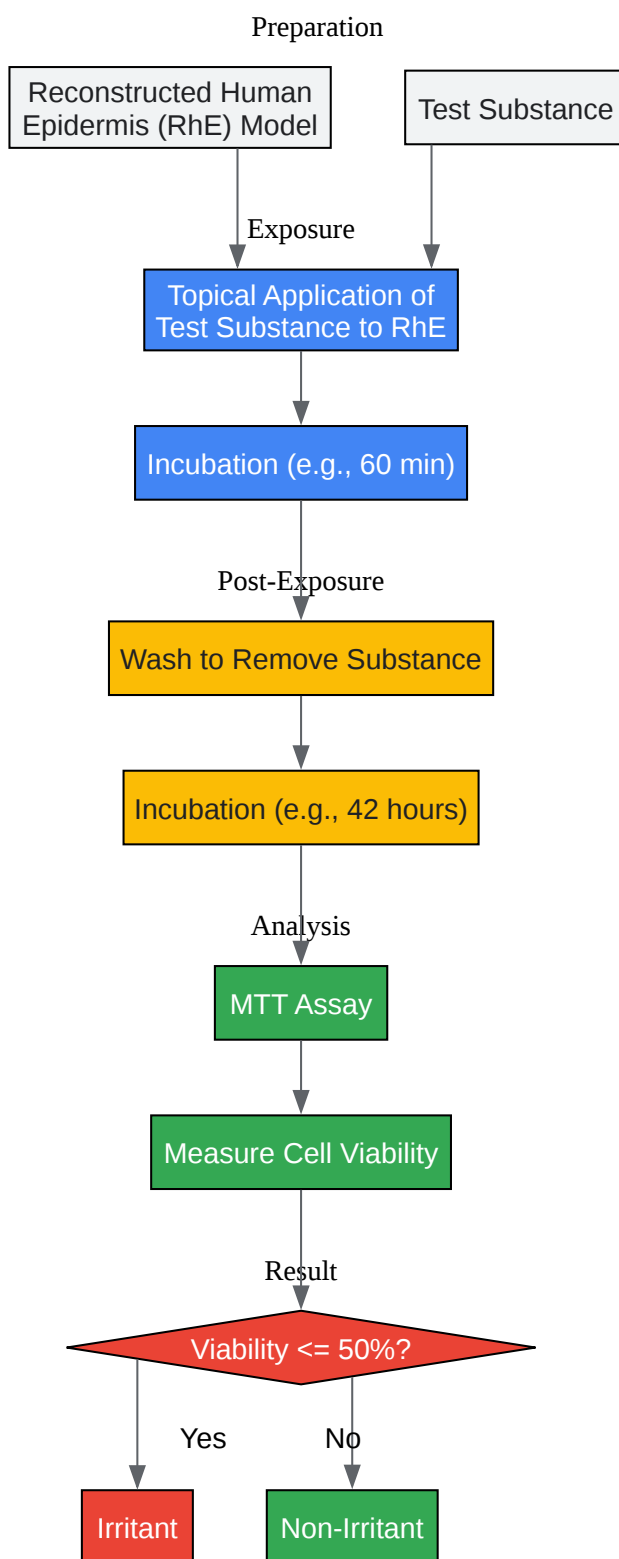 Preparation
Reconstructed Human
Epidermis (RhE) Model
Test Substance
Exposure
Topical Application of
Test Substance to RhE
Incubation (e.g., 60 min)
Post-Exposure
Wash to Remove Substance
Incubation (e.g., 42 hours)
Analysis
MTT Assay
Measure Cell Viability
Result
Viability <= 50%?
Yes
No
Irritant
Non-Irritant